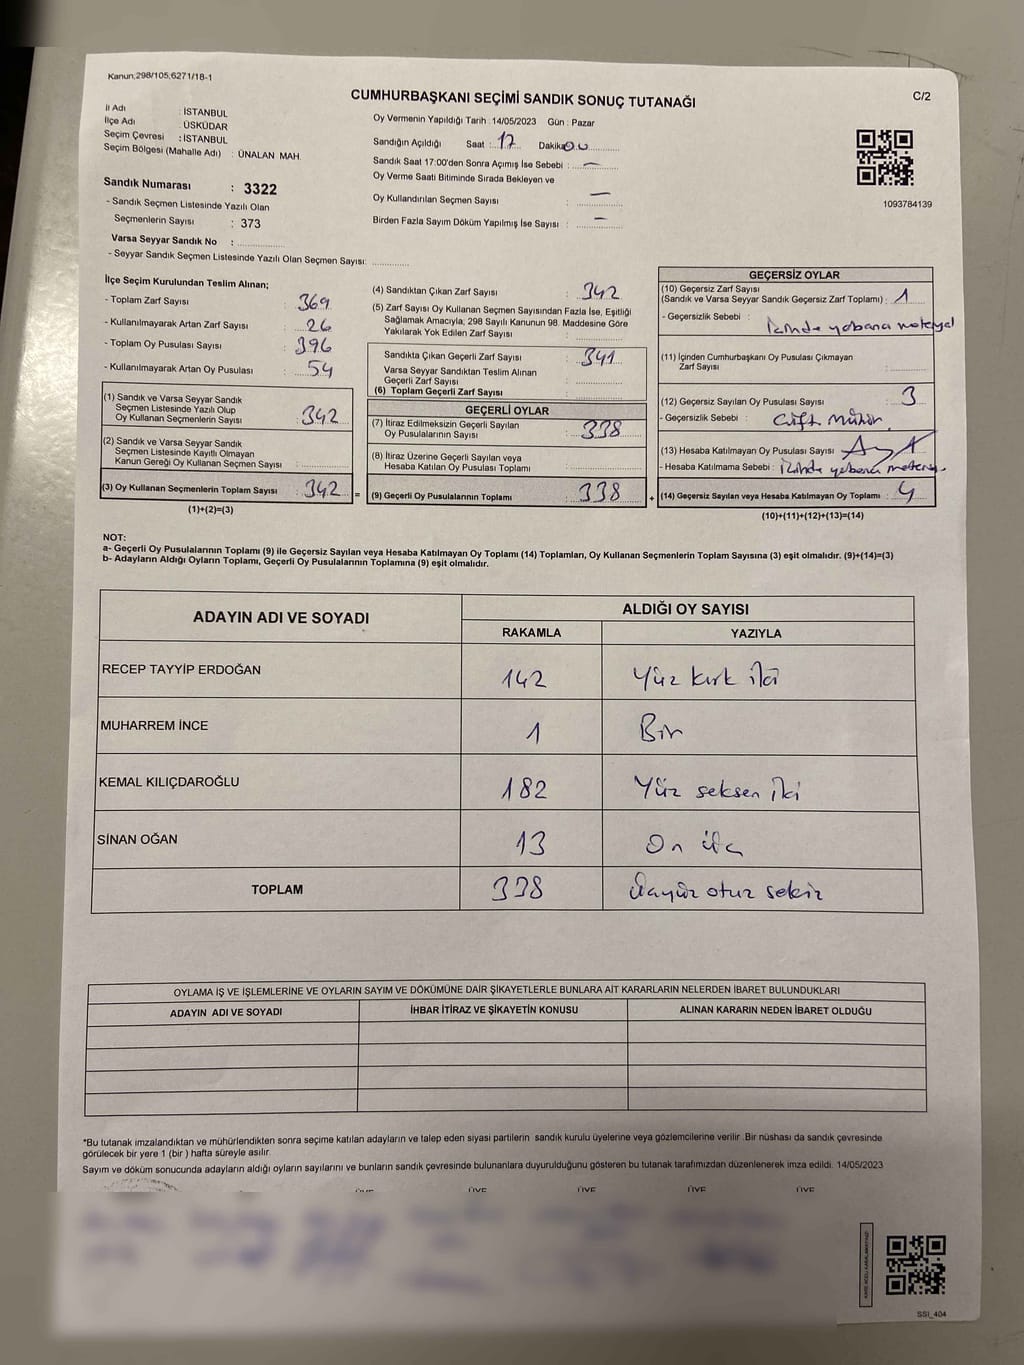 Kanun,298/105,6271/18-1
C/2
CUMHURBAŞKANI SEÇİMİ SANDIK SONUÇ TUTANAĞI
İl Adı : İSTANBUL
İlçe Adı : ÜSKÜDAR
Seçim Çevresi : İSTANBUL
Seçim Bölgesi (Mahalle Adı) : ÜNALAN MAH.
Sandık Numarası : 3322
- Sandık Seçmen Listesinde Yazılı Olan
Seçmenlerin Sayısı : 373
Varsa Seyyar Sandık No :
- Seyyar Sandık Seçmen Listesinde Yazılı Olan Seçmen Sayısı:
Oy Vermenin Yapıldığı Tarih : 14/05/2023 Gün : Pazar
Sandığın Açıldığı Saat : 17 Dakika 00
Sandık Saat 17:00'den Sonra Açımış İse Sebebi : —
Oy Verme Saati Bitiminde Sırada Bekleyen ve
Oy Kullandırılan Seçmen Sayısı : —
Birden Fazla Sayım Döküm Yapılmış İse Sayısı : —
1093784139
İlçe Seçim Kurulundan Teslim Alınan;
- Toplam Zarf Sayısı : 369
- Kullanılmayarak Artan Zarf Sayısı : 26
- Toplam Oy Pusulası Sayısı : 396
- Kullanılmayarak Artan Oy Pusulası : 54
(1) Sandık ve Varsa Seyyar Sandık
Seçmen Listesinde Yazılı Olup
Oy Kullanan Seçmenlerin Sayısı : 342
(2) Sandık ve Varsa Seyyar Sandık
Seçmen Listesinde Kayıtlı Olmayan
Kanun Gereği Oy Kullanan Seçmen Sayısı :
(3) Oy Kullanan Seçmenlerin Toplam Sayısı : 342 =
(1)+(2)=(3)
(4) Sandıktan Çıkan Zarf Sayısı : 342
(5) Zarf Sayısı Oy Kullanan Seçmen Sayısından Fazla İse, Eşitliği
Sağlamak Amacıyla, 298 Sayılı Kanunun 98. Maddesine Göre
Yakılarak Yok Edilen Zarf Sayısı :
Sandıkta Çıkan Geçerli Zarf Sayısı : 341
Varsa Seyyar Sandıktan Teslim Alınan
Geçerli Zarf Sayısı :
(6) Toplam Geçerli Zarf Sayısı :
GEÇERLİ OYLAR
(7) İtiraz Edilmeksizin Geçerli Sayılan
Oy Pusulalarının Sayısı : 338
(8) İtiraz Üzerine Geçerli Sayılan veya
Hesaba Katılan Oy Pusulası Toplamı :
(9) Geçerli Oy Pusulalarının Toplamı : 338 +
GEÇERSİZ OYLAR
(10) Geçersiz Zarf Sayısı
(Sandık ve Varsa Seyyar Sandık Geçersiz Zarf Toplamı) : 1
- Geçersizlik Sebebi : İçinde yabancı materyal
(11) İçinden Cumhurbaşkanı Oy Pusulası Çıkmayan
Zarf Sayısı :
(12) Geçersiz Sayılan Oy Pusulası Sayısı : 3
- Geçersizlik Sebebi : Çift Mühür
(13) Hesaba Katılmayan Oy Pusulası Sayısı :
- Hesaba Katılmama Sebebi : İçinde yabancı
(14) Geçersiz Sayılan veya Hesaba Katılmayan Oy Toplamı : 4
(10)+(11)+(12)+(13)=(14)
NOT:
a- Geçerli Oy Pusulalarının Toplamı (9) ile Geçersiz Sayılan veya Hesaba Katılmayan Oy Toplamı (14) Toplamları, Oy Kullanan Seçmenlerin Toplam Sayısına (3) eşit olmalıdır. (9)+(14)=(3)
b- Adayların Aldığı Oyların Toplamı, Geçerli Oy Pusulalarının Toplamına (9) eşit olmalıdır.
ADAYIN ADI VE SOYADI
ALDIĞI OY SAYISI
RAKAMLA YAZIYLA
RECEP TAYYİP ERDOĞAN 142 Yüz kırk iki
MUHARREM İNCE 1 Bir
KEMAL KILIÇDAROĞLU 182 Yüz seksen iki
SİNAN OĞAN 13 On üç
TOPLAM 338 Üçyüz otuz sekiz
OYLAMA İŞ VE İŞLEMLERİNE VE OYLARIN SAYIM VE DÖKÜMÜNE DAİR ŞİKAYETLERLE BUNLARA AİT KARARLARIN NELERDEN İBARET BULUNDUKLARI
ADAYIN ADI VE SOYADI İHBAR İTİRAZ VE ŞİKAYETİN KONUSU ALINAN KARARIN NEDEN İBARET OLDUĞU
*Bu tutanak imzalandıktan ve mühürlendikten sonra seçime katılan adayların ve talep eden siyasi partilerin sandık kurulu üyelerine veya gözlemcilerine verilir .Bir nüshası da sandık çevresinde
görülecek bir yere 1 (bir ) hafta süreyle asılır.
Sayım ve döküm sonucunda adayların aldığı oyların sayılarını ve bunların sandık çevresinde bulunanlara duyurulduğunu gösteren bu tutanak tarafımızdan düzenlenerek imza edildi. 14/05/2023
ÜYE ÜYE ÜYE ÜYE ÜYE
SSI_404